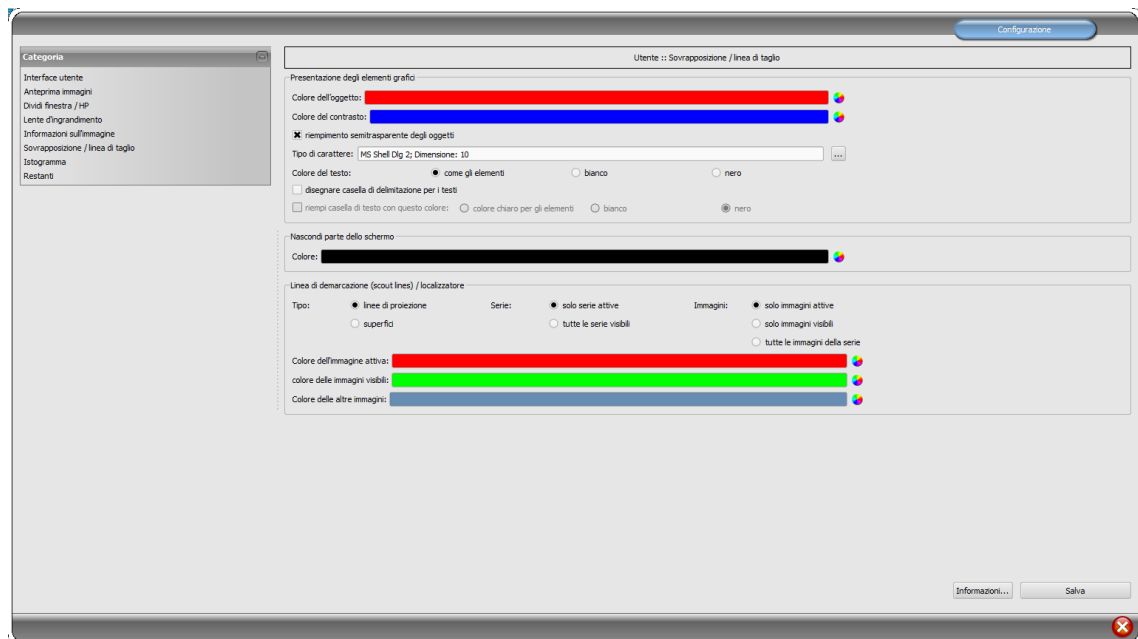 Configurazione
Categoria
Interface utente
Anteprima immagini
Dividi finestra / HP
Lente d'ingrandimento
Informazioni sull'immagine
Sovrapposizione / linea di taglio
Istogramma
Restanti
Utente :: Sovrapposizione / linea di taglio
Presentazione degli elementi grafici
Colore dell'oggetto:
Colore del contrasto:
riempimento semitrasparente degli oggetti
Tipo di carattere: MS Shell Dlg 2; Dimensione: 10 ...
Colore del testo: come gli elementi bianco nero
disegnare casella di delimitazione per i testi
riempi casella di testo con questo colore: colore chiaro per gli elementi bianco nero
Nascondi parte dello schermo
Colore:
Linea di demarcazione (scout lines) / localizzatore
Tipo: linee di proiezione Serie: solo serie attive Immagini: solo immagini attive
superfici tutte le serie visibili solo immagini visibili
tutte le immagini della serie
Colore dell'immagine attiva:
colore delle immagini visibili:
Colore delle altre immagini:
Informazioni... Salva